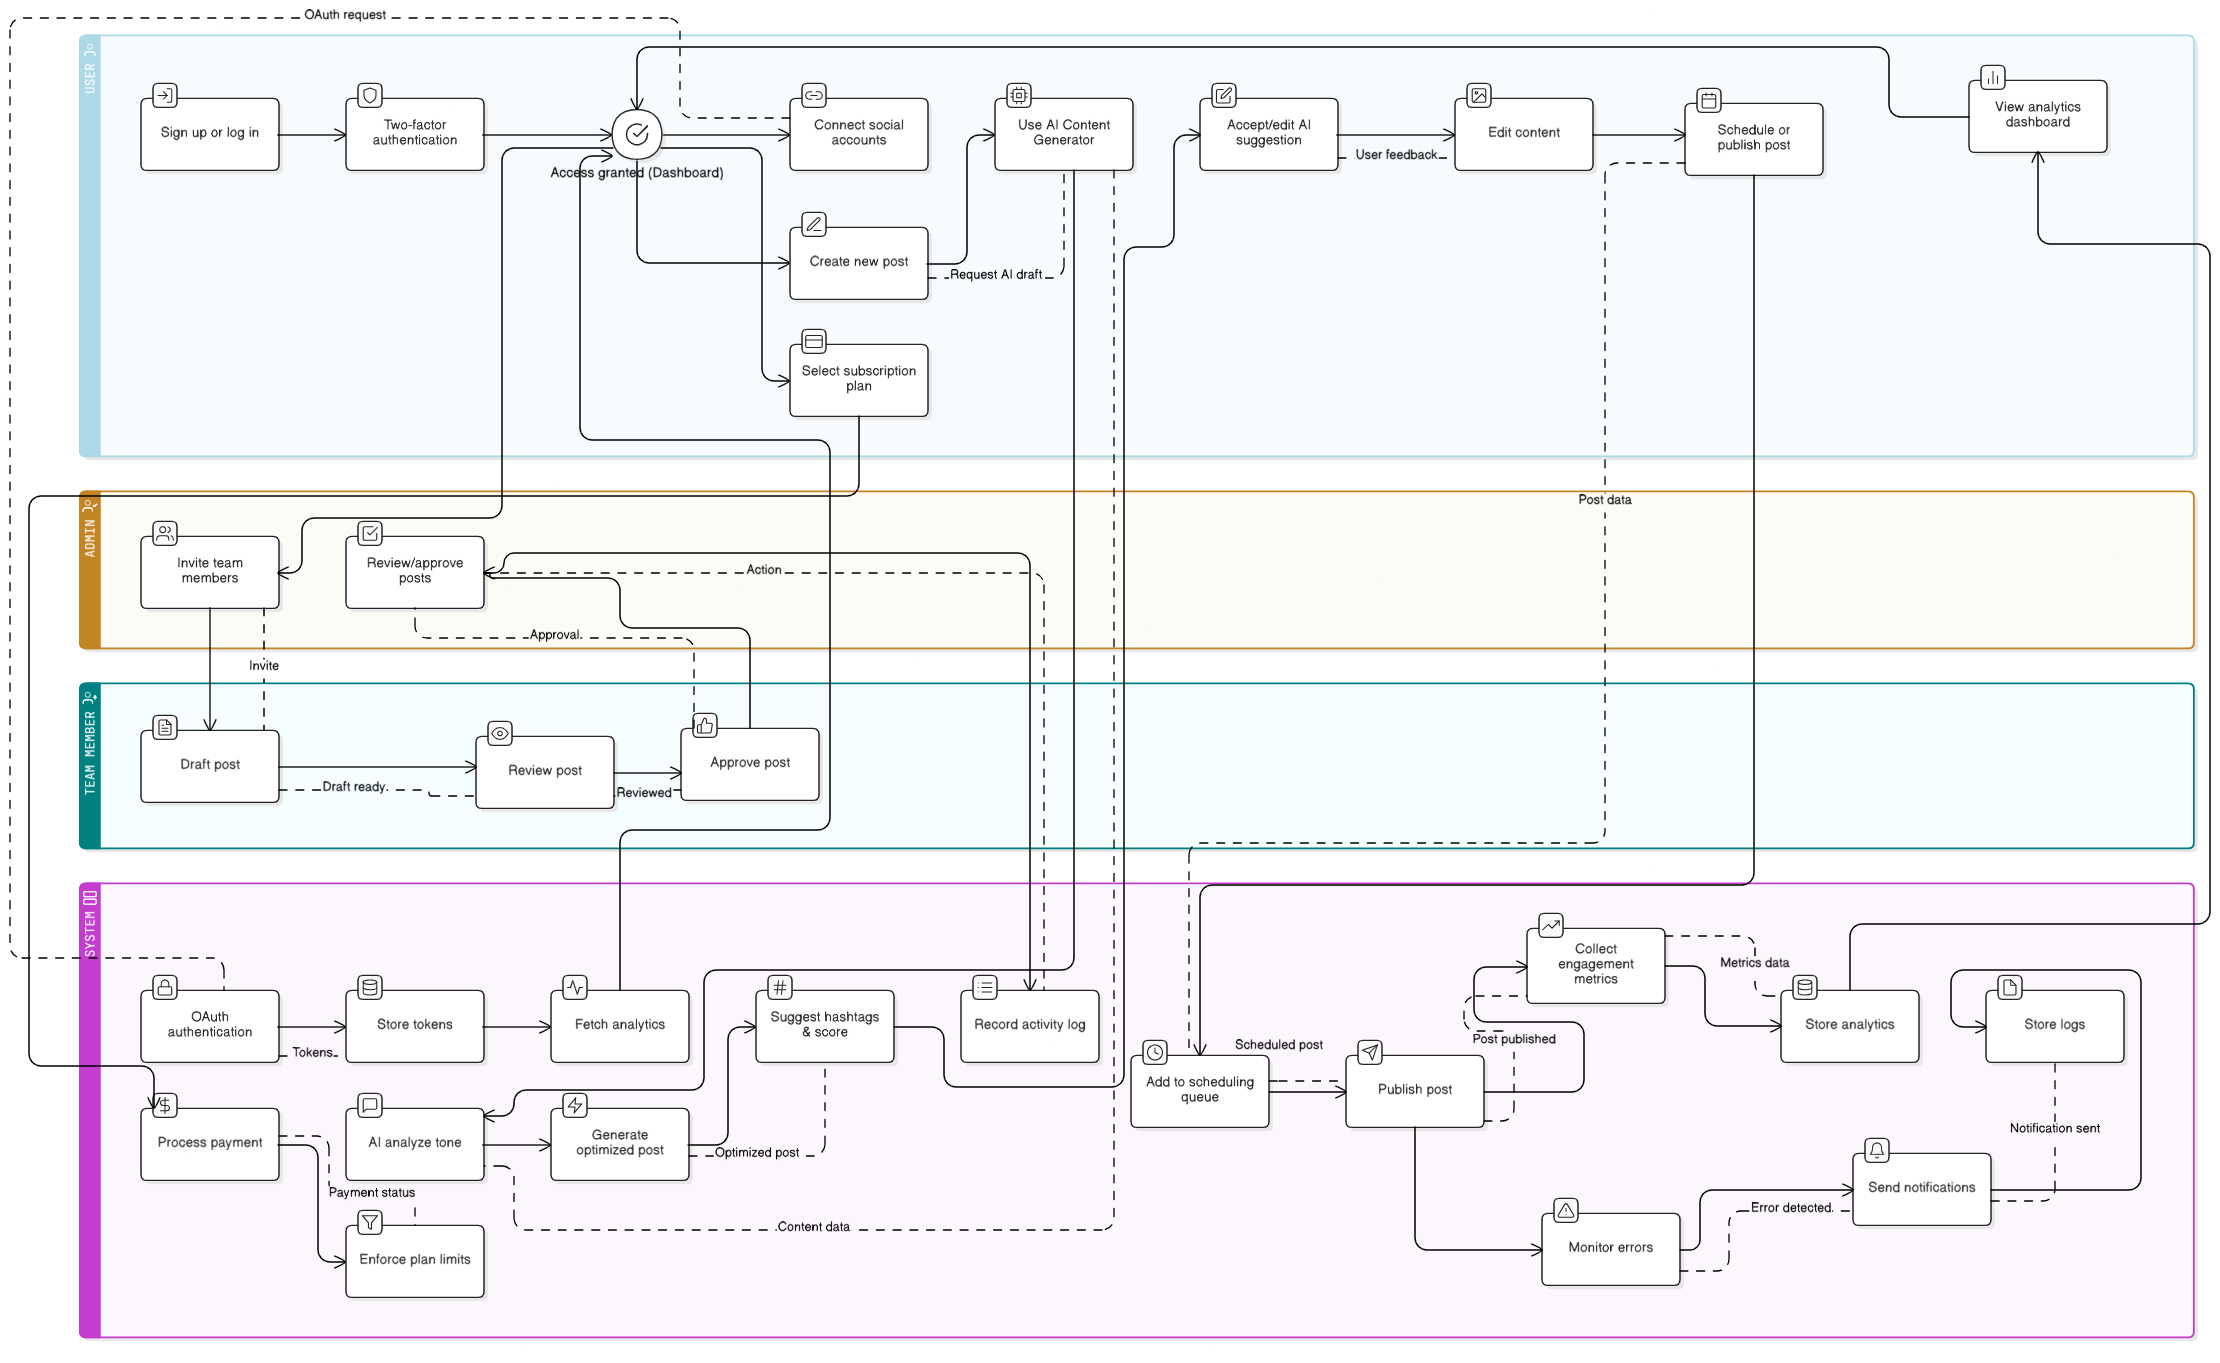 OAuth request
USER
Sign up or log in
Two-factor
authentication
Access granted (Dashboard)
Connect social
accounts
Use AI Content
Generator
Accept/edit AI
suggestion
User feedback
Edit content
Schedule or
publish post
View analytics
dashboard
Create new post
Request AI draft
Select subscription
plan
Post data
ADMIN
Invite team
members
Review/approve
posts
Action
Approval
Invite
TEAM MEMBER
Draft post
Draft ready
Review post
Reviewed
Approve post
SYSTEM
OAuth
authentication
Tokens
Store tokens
Fetch analytics
Suggest hashtags
& score
Record activity log
Collect
engagement
metrics
Metrics data
Store analytics
Store logs
Scheduled post
Post published
Add to scheduling
queue
Publish post
Process payment
Payment status
AI analyze tone
Generate
optimized post
Optimized post
Notification sent
Send notifications
Error detected
Content data
Monitor errors
Enforce plan limits